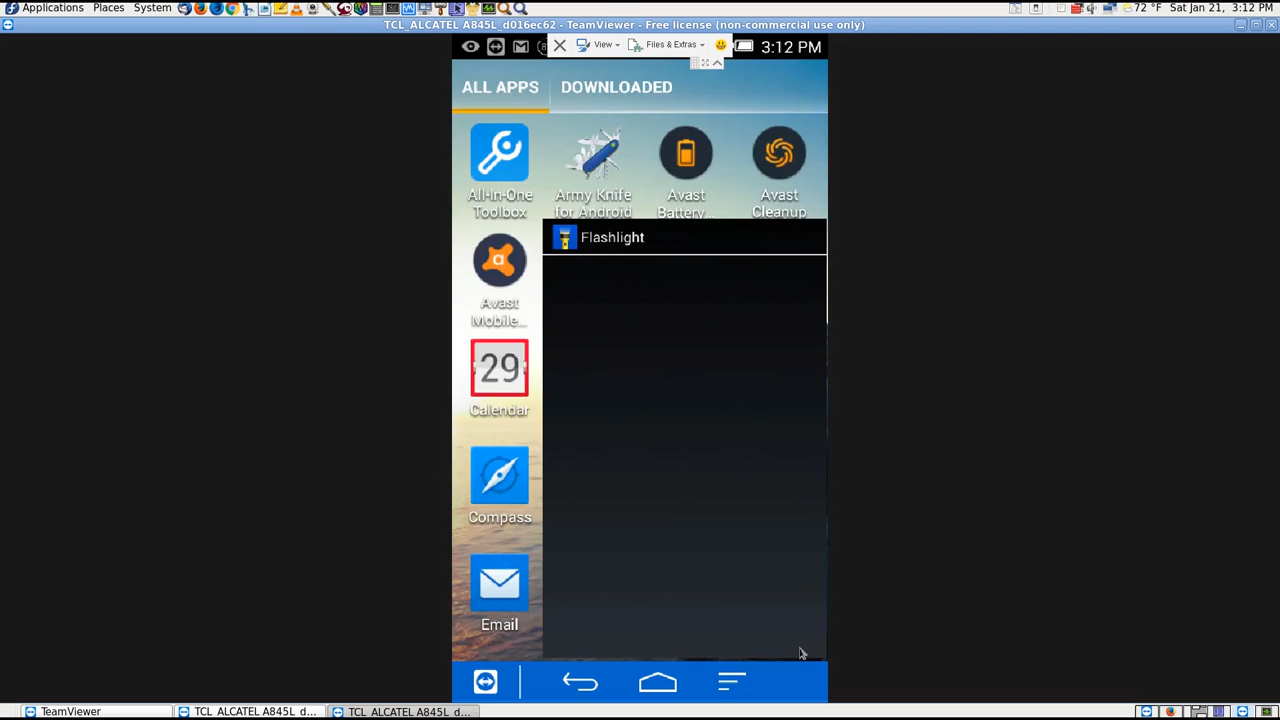 Applications Places System
72 °F Sat Jan 21, 3:12 PM
TCL_ALCATEL A845L_d016ec62 - TeamViewer - Free license (non-commercial use only)
View Files & Extras
3:12 PM
ALL APPS DOWNLOADED
All-In-One
Toolbox
Army Knife
for Android
Avast
Battery...
Avast
Cleanup
Flashlight
a
Avast
Mobile...
29
Calendar
Compass
Email
TeamViewer
TCL_ALCATEL A845L_d...
TCL_ALCATEL A845L_d...